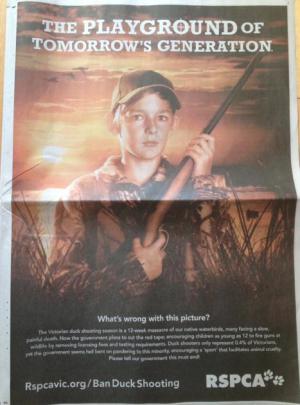 THE PLAYGROUND OF
TOMORROW'S GENERATION
What's wrong with this picture?
The Victorian duck shooting season is a 12-week massacre of our native waterbirds, many facing a slow,
painful death. Now the government plans to cut the red tape; encouraging children as young as 12 to fire guns at
wildlife by removing licensing fees and testing requirements. Duck shooters only represent 0.4% of Victorians,
yet the government seems hell bent on pandering to this minority, encouraging a 'sport' that facilitates animal cruelty.
Please tell our government this must end!
Rspcavic.org/Ban Duck Shooting
RSPCA